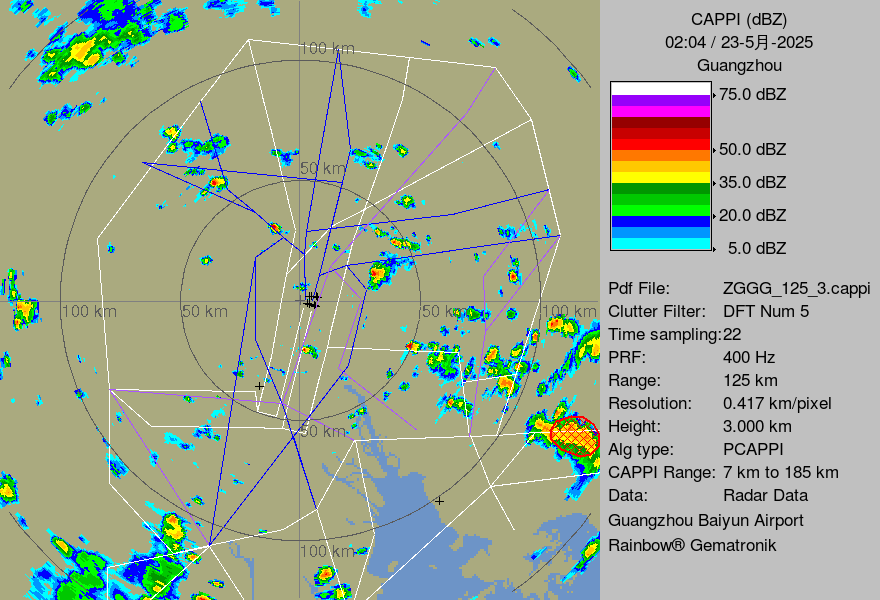 CAPPI (dBZ)
02:04 / 23-5月-2025
Guangzhou
75.0 dBZ
50.0 dBZ
35.0 dBZ
20.0 dBZ
5.0 dBZ
Pdf File: ZGGG_125_3.cappi
Clutter Filter: DFT Num 5
Time sampling:22
PRF: 400 Hz
Range: 125 km
Resolution: 0.417 km/pixel
Height: 3.000 km
Alg type: PCAPPI
CAPPI Range: 7 km to 185 km
Data: Radar Data
Guangzhou Baiyun Airport
Rainbow® Gematronik
100 km
50 km
100 km
50 km
50 km
100 km
50 km
100 km